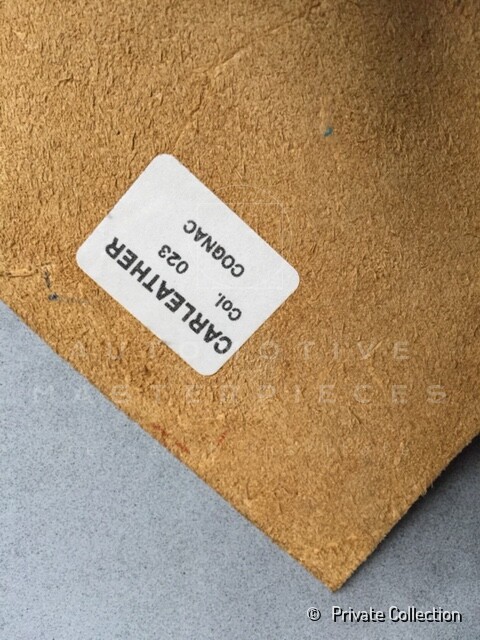 CARLEATHER
Col. 023
COGNAC
AUTOMOTIVE
MASTERPIECES
© Private Collection